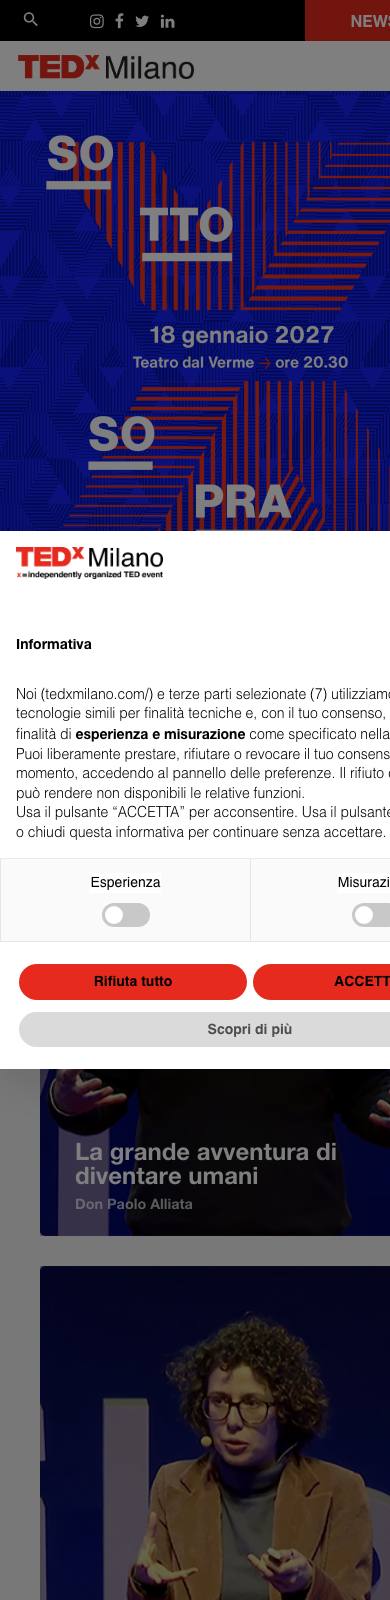 NEWS
TEDx Milano
SO
TTO
18 gennaio 2027
Teatro dal Verme → ore 20.30
SO
PRA
TEDx Milano
x = independently organized TED event
Informativa
Noi (tedxmilano.com/) e terze parti selezionate (7) utilizziamo
tecnologie simili per finalità tecniche e, con il tuo consenso,
finalità di esperienza e misurazione come specificato nella
Puoi liberamente prestare, rifiutare o revocare il tuo consenso
momento, accedendo al pannello delle preferenze. Il rifiuto
può rendere non disponibili le relative funzioni.
Usa il pulsante “ACCETTA” per acconsentire. Usa il pulsante
o chiudi questa informativa per continuare senza accettare.
Esperienza
Misurazi
Rifiuta tutto
ACCETT
Scopri di più
La grande avventura di
diventare umani
Don Paolo Alliata